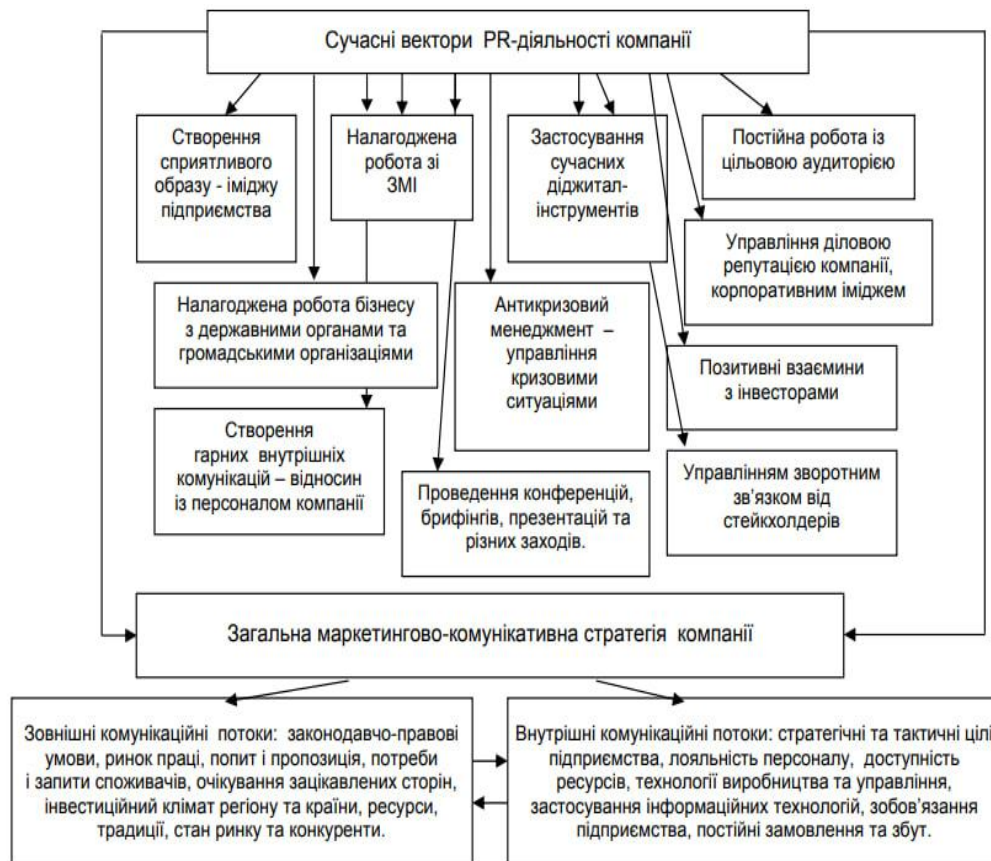 Сучасні вектори PR-діяльності компанії
Створення
сприятливого
образу - іміджу
підприємства
Налагоджена
робота зі
ЗМІ
Застосування
сучасних
діджитал-
інструментів
Постійна робота із
цільовою аудиторією
Управління діловою
репутацією компанії,
корпоративним іміджем
Налагоджена робота бізнесу
з державними органами та
громадськими організаціями
Антикризовий
менеджмент –
управління
кризовими
ситуаціями
Позитивні взаємини
з інвесторами
Створення
гарних внутрішніх
комунікацій – відносин
із персоналом компанії
Проведення конференцій,
брифінгів, презентацій та
різних заходів.
Управлінням зворотним
зв’язком від
стейкхолдерів
Загальна маркетингово-комунікативна стратегія компанії
Зовнішні комунікаційні потоки: законодавчо-правові
умови, ринок праці, попит і пропозиція, потреби
і запити споживачів, очікування зацікавлених сторін,
інвестиційний клімат регіону та країни, ресурси,
традиції, стан ринку та конкуренти.
Внутрішні комунікаційні потоки: стратегічні та тактичні цілі
підприємства, лояльність персоналу, доступність
ресурсів, технології виробництва та управління,
застосування інформаційних технологій, зобов’язання
підприємства, постійні замовлення та збут.